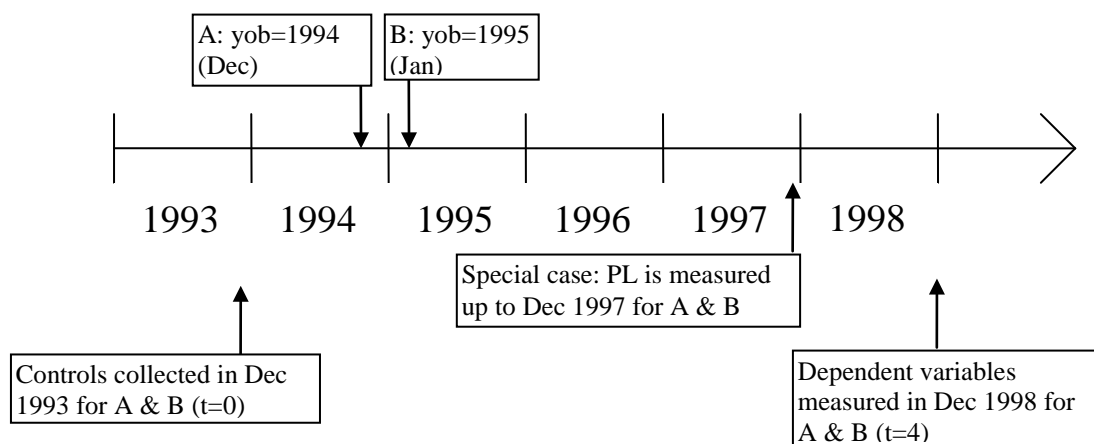 A: yob=1994
(Dec)
B: yob=1995
(Jan)
1993 1994 1995 1996 1997 1998
Special case: PL is measured
up to Dec 1997 for A & B
Controls collected in Dec
1993 for A & B (t=0)
Dependent variables
measured in Dec 1998 for
A & B (t=4)